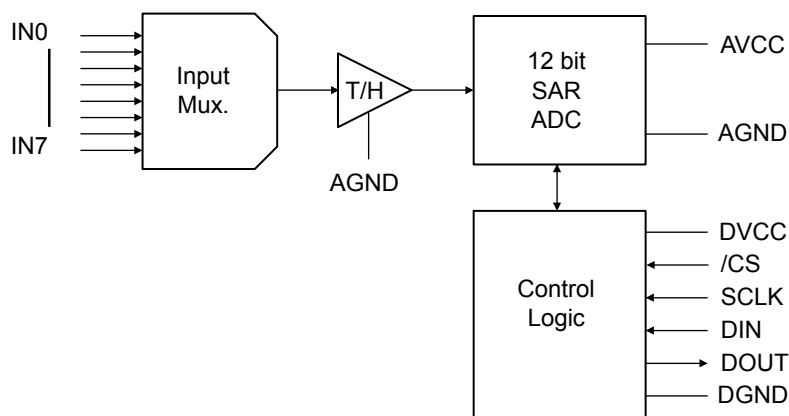 IN0
IN7
Input
Mux.
T/H
AGND
12 bit
SAR
ADC
AVCC
AGND
Control
Logic
DVCC
/CS
SCLK
DIN
DOUT
DGND